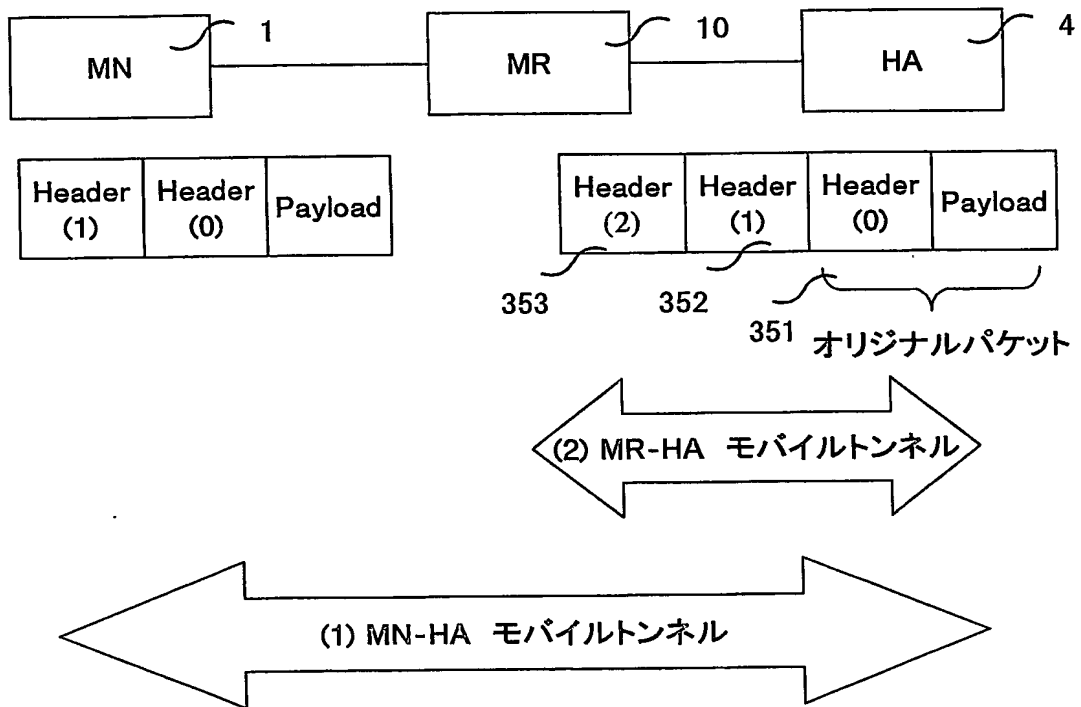 1
10
4
MN
MR
HA
Header (1)
Header (0)
Payload
Header (2)
Header (1)
Header (0)
Payload
353
352
351
オリジナルパケット
(2) MR-HA モバイルトンネル
(1) MN-HA モバイルトンネル